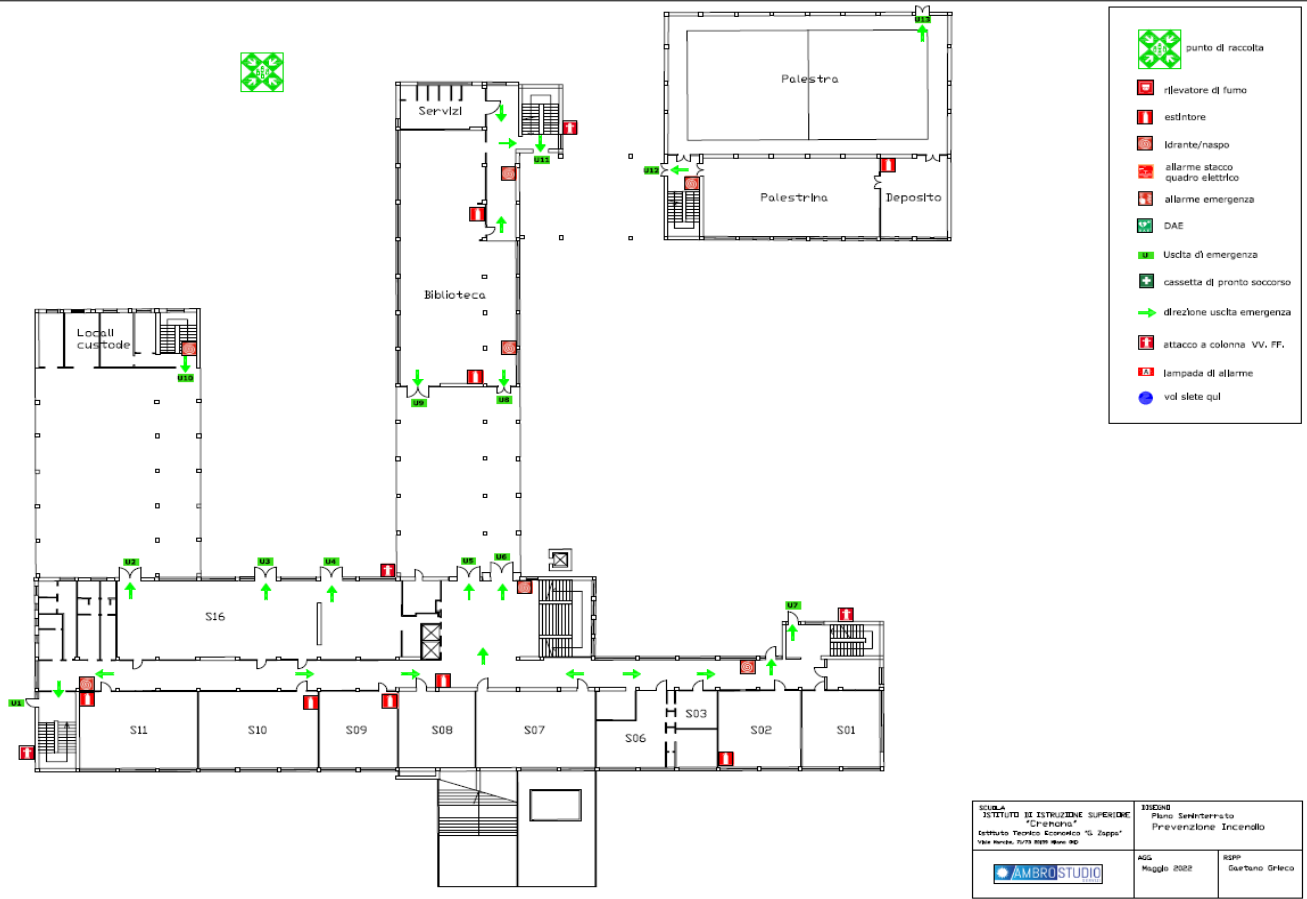 U13
punto di raccolta
Palestra
rilevatore di fumo
Servizi
estintore
idrante/naspo
U11
U12
allarme stacco
quadro elettrico
Palestrina
Deposito
allarme emergenza
DAE
U
Uscita di emergenza
cassetta di pronto soccorso
Biblioteca
direzione uscita emergenza
Locali
custode
attacco a colonna VV. FF.
lampada di allarme
U10
voi siete qui
U9
U8
U2
U3
U4
U5
U6
S16
U7
U1
S11
S10
S09
S08
S07
S06
S03
S02
S01
SCUOLA
ISTITUTO DI ISTRUZIONE SUPERIORE
"Cremona"
Istituto Tecnico Economico "G. Zappa"
DISEGNO
Piano Seminterrato
Prevenzione Incendio
AMBROSTUDIO
AGG.
Maggio 2022
RSPP
Gaetano Grieco